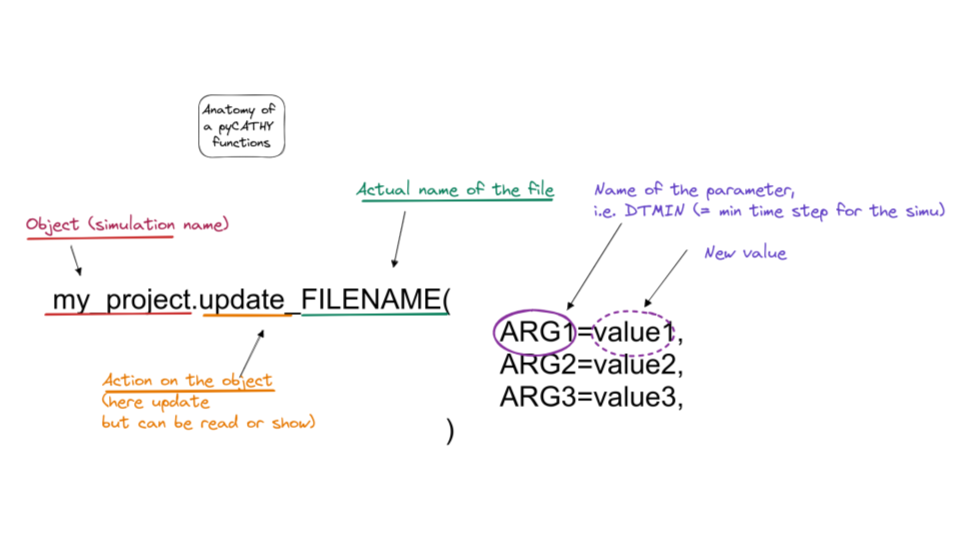 Anatomy of
a pyCATHY
functions
Actual name of the file
Name of the parameter,
i.e. DTMIN (= min time step for the simu)
Object (simulation name)
New value
my_project.update_FILENAME(
ARG1=value1,
ARG2=value2,
ARG3=value3,
Action on the object
(here update
but can be read or show)
)